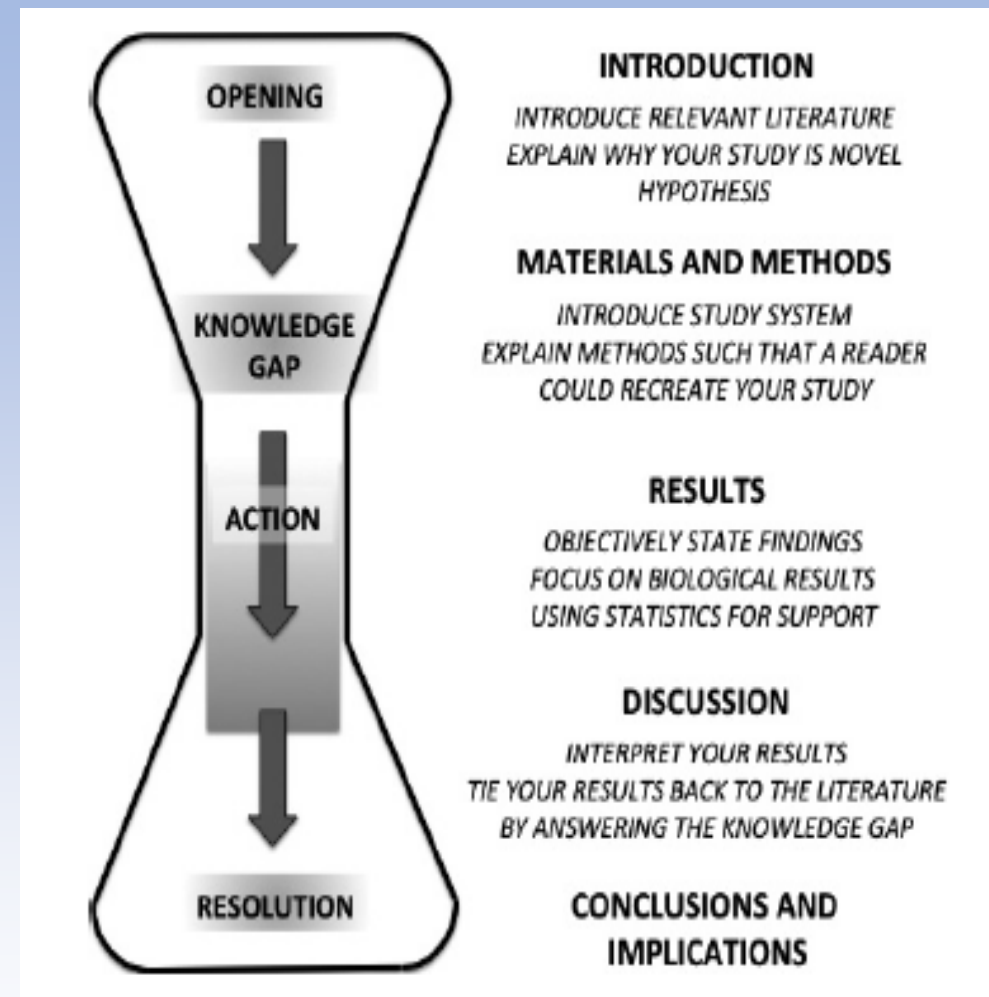 OPENING
KNOWLEDGE
GAP
ACTION
RESOLUTION
INTRODUCTION
INTRODUCE RELEVANT LITERATURE
EXPLAIN WHY YOUR STUDY IS NOVEL
HYPOTHESIS
MATERIALS AND METHODS
INTRODUCE STUDY SYSTEM
EXPLAIN METHODS SUCH THAT A READER
COULD RECREATE YOUR STUDY
RESULTS
OBJECTIVELY STATE FINDINGS
FOCUS ON BIOLOGICAL RESULTS
USING STATISTICS FOR SUPPORT
DISCUSSION
INTERPRET YOUR RESULTS
TIE YOUR RESULTS BACK TO THE LITERATURE
BY ANSWERING THE KNOWLEDGE GAP
CONCLUSIONS AND
IMPLICATIONS